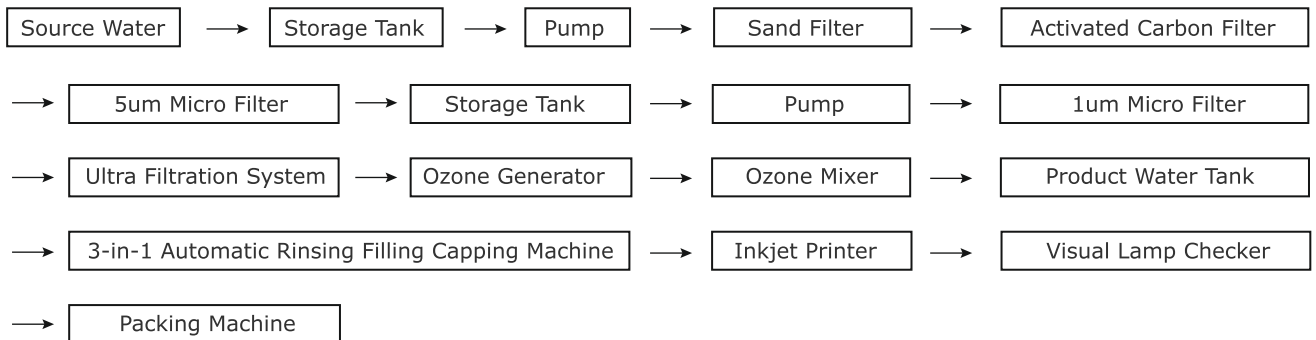 Source Water Storage Tank Pump Sand Filter Activated Carbon Filter
5um Micro Filter Storage Tank Pump 1um Micro Filter
Ultra Filtration System Ozone Generator Ozone Mixer Product Water Tank
3-in-1 Automatic Rinsing Filling Capping Machine Inkjet Printer Visual Lamp Checker
Packing Machine